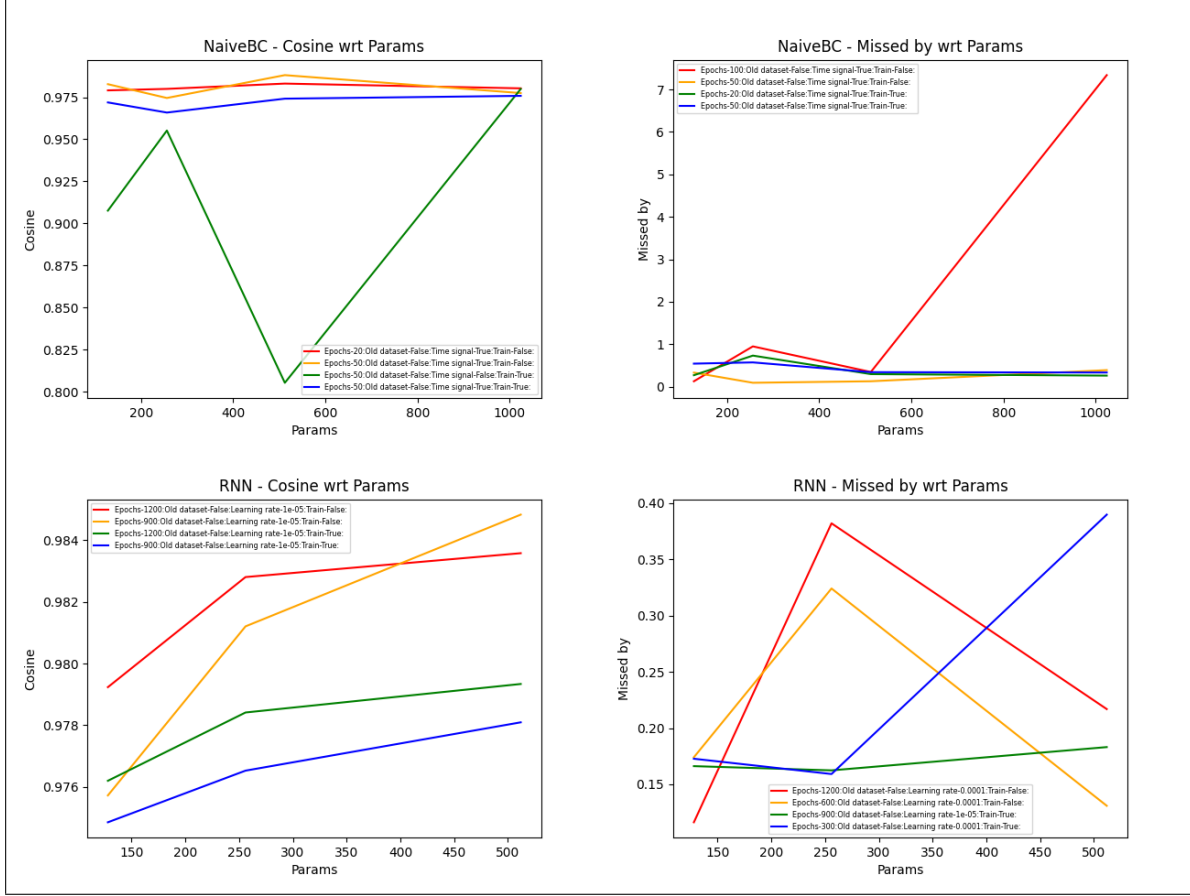 NaiveBC - Cosine wrt Params
0.975
0.950
0.925
0.900
0.875
0.850
0.825
0.800
Cosine
Epochs-20:Old dataset-False:Time signal-True:Train-False:
Epochs-50:Old dataset-False:Time signal-True:Train-False:
Epochs-50:Old dataset-False:Time signal-False:Train-True:
Epochs-50:Old dataset-False:Time signal-True:Train-True:
200 400 600 800 1000
Params
NaiveBC - Missed by wrt Params
Epochs-100:Old dataset-False:Time signal-True:Train-False:
Epochs-50:Old dataset-False:Time signal-True:Train-False:
Epochs-20:Old dataset-False:Time signal-True:Train-True:
Epochs-50:Old dataset-False:Time signal-True:Train-True:
7
6
5
4
3
2
1
0
Missed by
200 400 600 800 1000
Params
RNN - Cosine wrt Params
Epochs-1200:Old dataset-False:Learning rate-1e-05:Train-False:
Epochs-900:Old dataset-False:Learning rate-1e-05:Train-False:
Epochs-1200:Old dataset-False:Learning rate-1e-05:Train-True:
Epochs-900:Old dataset-False:Learning rate-1e-05:Train-True:
0.984
0.982
0.980
0.978
0.976
Cosine
150 200 250 300 350 400 450 500
Params
RNN - Missed by wrt Params
0.40
0.35
0.30
0.25
0.20
0.15
Missed by
Epochs-1200:Old dataset-False:Learning rate-0.0001:Train-False:
Epochs-600:Old dataset-False:Learning rate-0.0001:Train-False:
Epochs-900:Old dataset-False:Learning rate-1e-05:Train-True:
Epochs-300:Old dataset-False:Learning rate-0.0001:Train-True:
150 200 250 300 350 400 450 500
Params